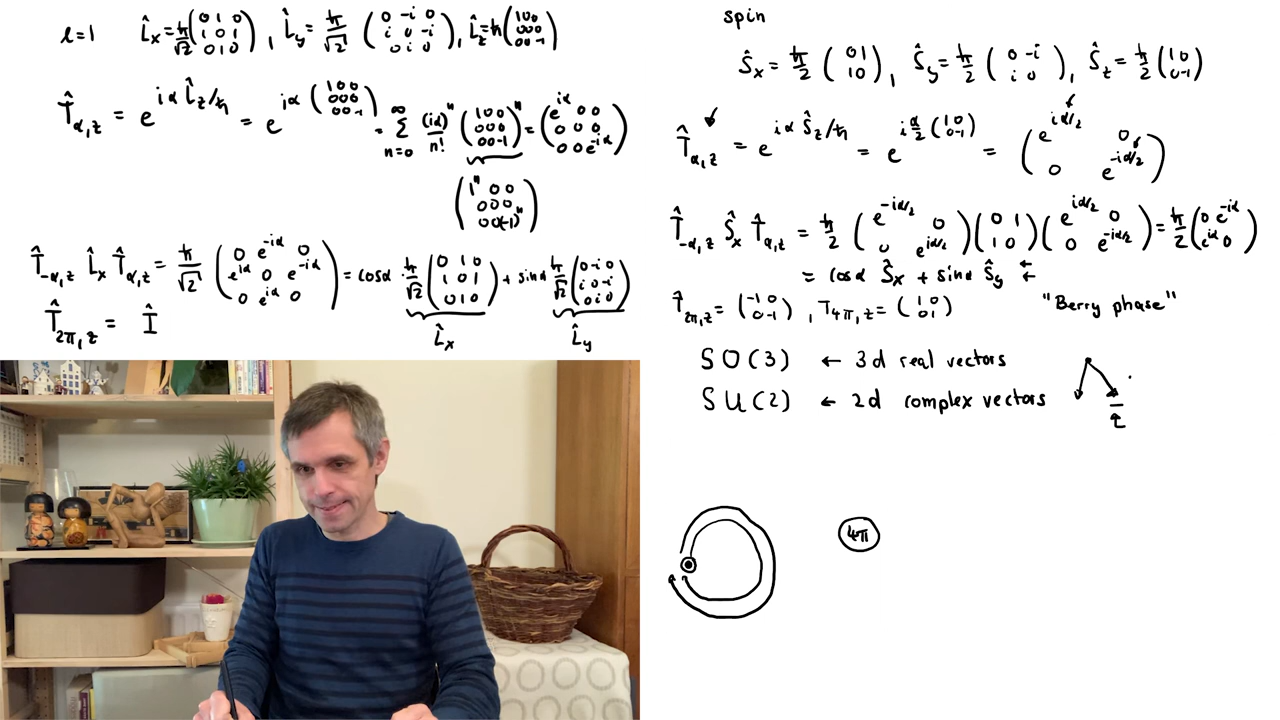 ℓ=1 L̂x = ħ/√2 (0 1 0; 1 0 1; 0 1 0), L̂y = ħ/√2 (0 -i 0; i 0 -i; 0 i 0), L̂z = ħ (1 0 0; 0 0 0; 0 0 -1)
T̂α,z = e^(iα L̂z/ħ) = e^(iα (1 0 0; 0 0 0; 0 0 -1)) = ∑_(n=0)^∞ (iα)^n/n! (1 0 0; 0 0 0; 0 0 -1)^n = (e^(iα) 0 0; 0 0 0; 0 0 e^(-iα))
(1^n 0 0; 0 0 0; 0 0 (-1)^n)
T̂-α,z L̂x T̂α,z = ħ/√2 (0 e^(-iα) 0; e^(iα) 0 e^(-iα); 0 e^(iα) 0) = cosα · ħ/√2 (0 1 0; 1 0 1; 0 1 0) + sinα ħ/√2 (0 -i 0; i 0 -i; 0 i 0)
L̂x L̂y
T̂2π,z = Î
spin
Ŝx = ħ/2 (0 1; 1 0), Ŝy = ħ/2 (0 -i; i 0), Ŝz = ħ/2 (1 0; 0 -1)
T̂α,z = e^(iα Ŝz/ħ) = e^(i α/2 (1 0; 0 -1)) = (e^(iα/2) 0; 0 e^(-iα/2))
T̂-α,z Ŝx T̂α,z = ħ/2 (e^(-iα/2) 0; 0 e^(iα/2)) (0 1; 1 0) (e^(iα/2) 0; 0 e^(-iα/2)) = ħ/2 (0 e^(-iα); e^(iα) 0)
= cosα Ŝx + sinα Ŝy ← ←
T̂2π,z = (-1 0; 0 -1), T4π,z = (1 0; 0 1) "Berry phase"
SO(3) ← 3d real vectors
SU(2) ← 2d complex vectors
4π